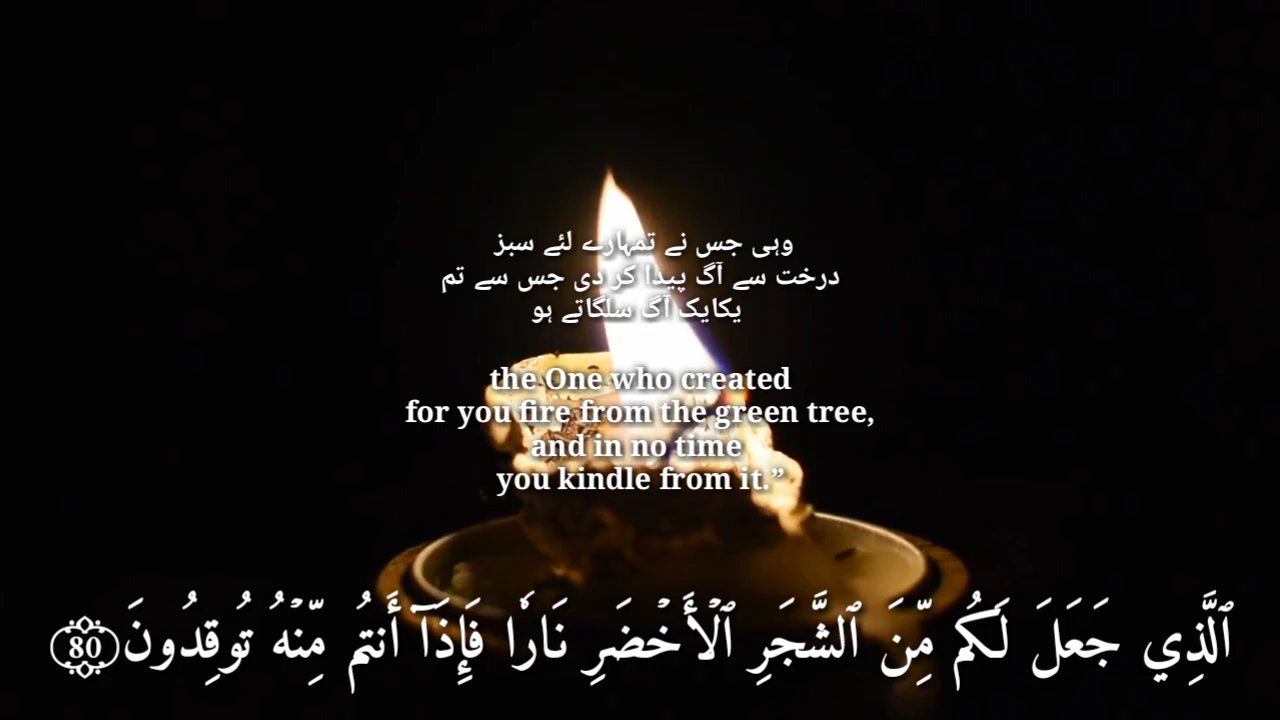 وہی جس نے تمہارے لئے سبز
درخت سے آگ پیدا کر دی جس سے تم
یکایک آگ سلگاتے ہو
the One who created
for you fire from the green tree,
and in no time
you kindle from it.”
ٱلَّذِي جَعَلَ لَكُم مِّنَ ٱلشَّجَرِ ٱلۡأَخۡضَرِ نَارٗا فَإِذَآ أَنتُم مِّنۡهُ تُوقِدُونَ 80